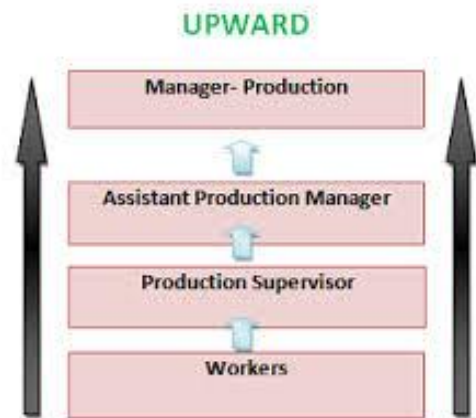 UPWARD
Manager- Production
Assistant Production Manager
Production Supervisor
Workers